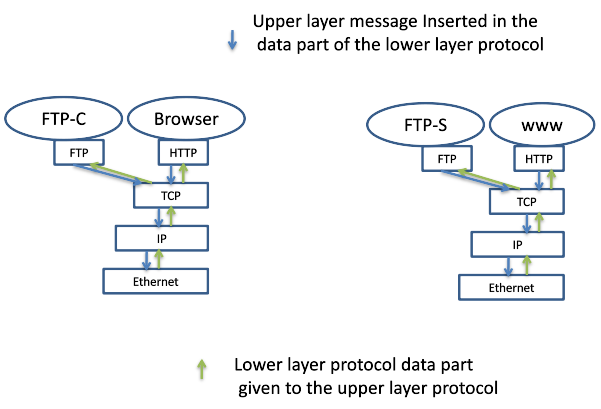 Upper layer message Inserted in the
data part of the lower layer protocol
FTP-C
Browser
FTP
HTTP
TCP
IP
Ethernet
FTP-S
www
FTP
HTTP
TCP
IP
Ethernet
Lower layer protocol data part
given to the upper layer protocol